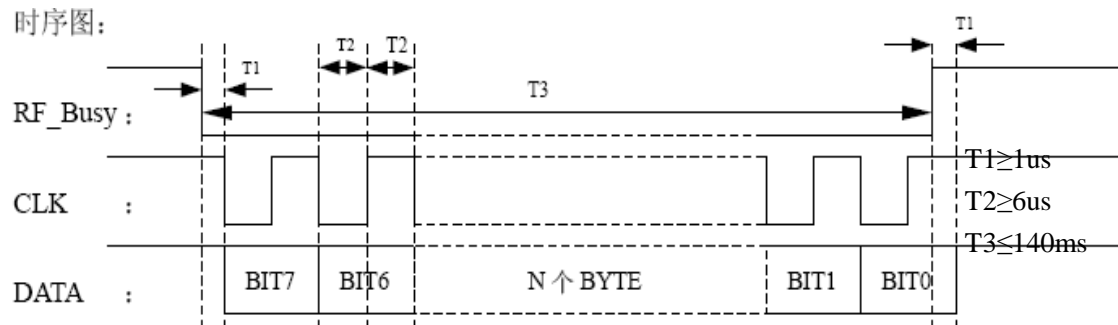 时序图：
T1
T2 T2
T1
T3
RF_Busy：
T1≥1us
CLK ：
T2≥6us
T3≤140ms
DATA ： BIT7 BIT6 N 个 BYTE BIT1 BIT0